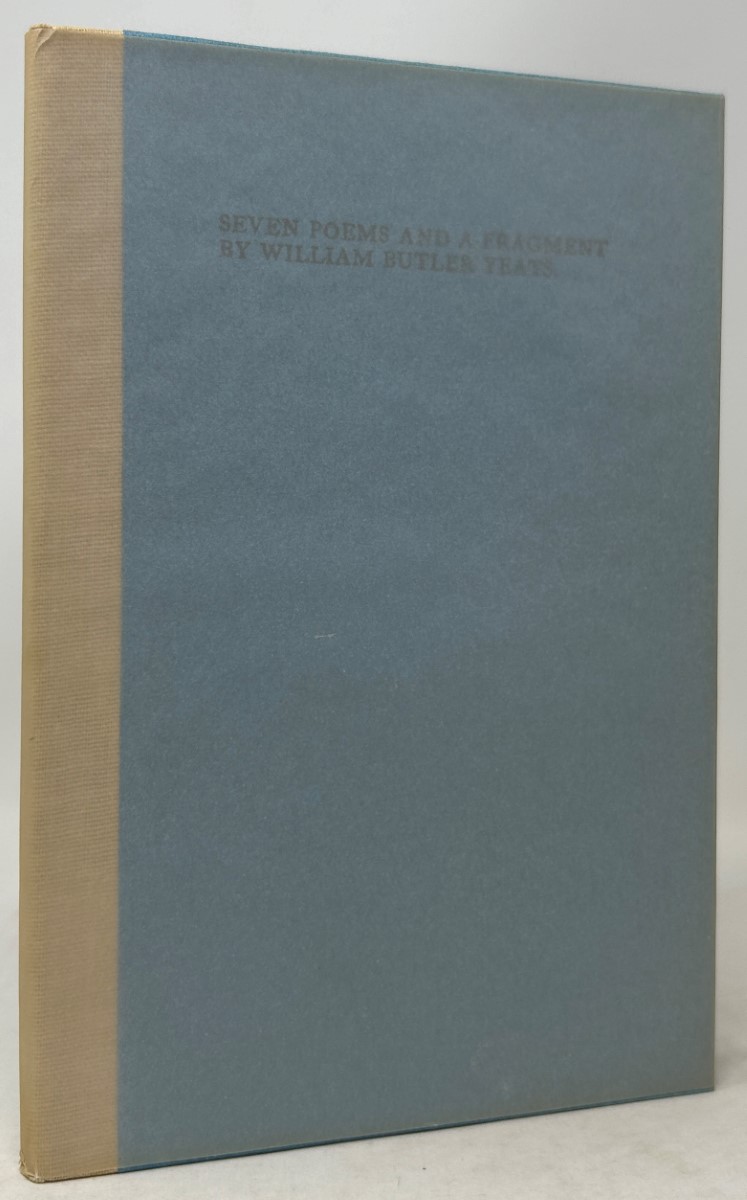 SEVEN POEMS AND A FRAGMENT
BY WILLIAM BUTLER YEATS.